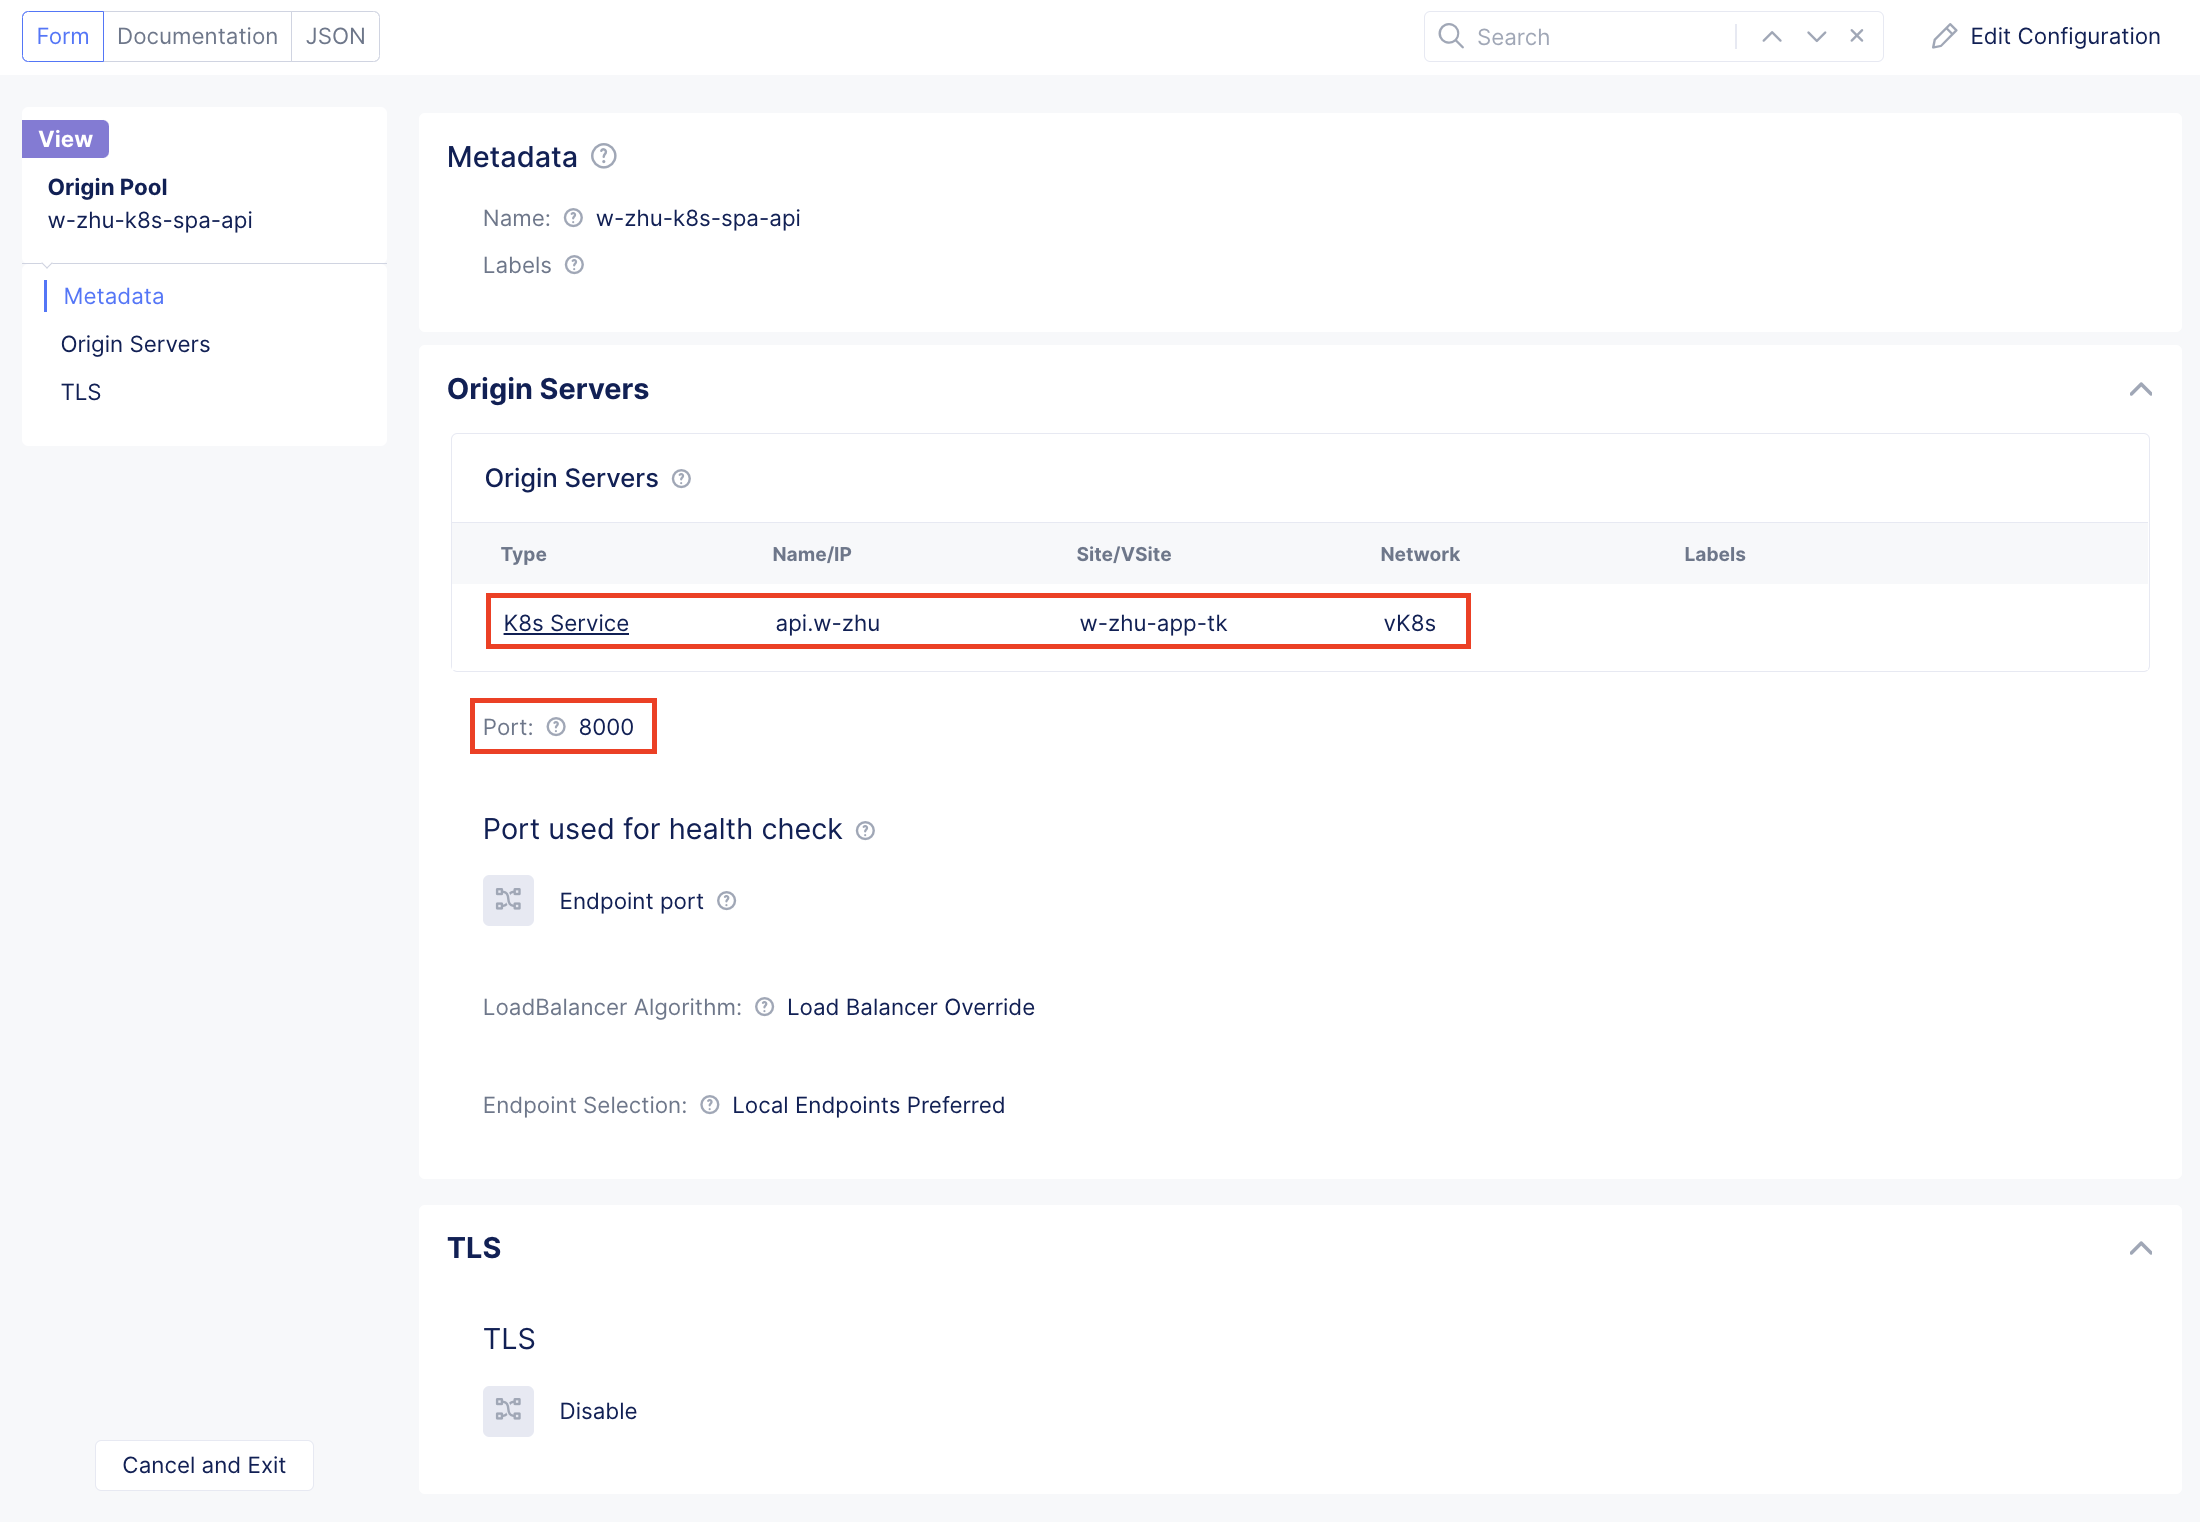 Form Documentation JSON Search Edit Configuration
View
Origin Pool
w-zhu-k8s-spa-api
Metadata
Origin Servers
TLS
Cancel and Exit
Metadata
Name: w-zhu-k8s-spa-api
Labels
Origin Servers
Origin Servers
Type Name/IP Site/VSite Network Labels
K8s Service api.w-zhu w-zhu-app-tk vK8s
Port: 8000
Port used for health check
Endpoint port
LoadBalancer Algorithm: Load Balancer Override
Endpoint Selection: Local Endpoints Preferred
TLS
TLS
Disable